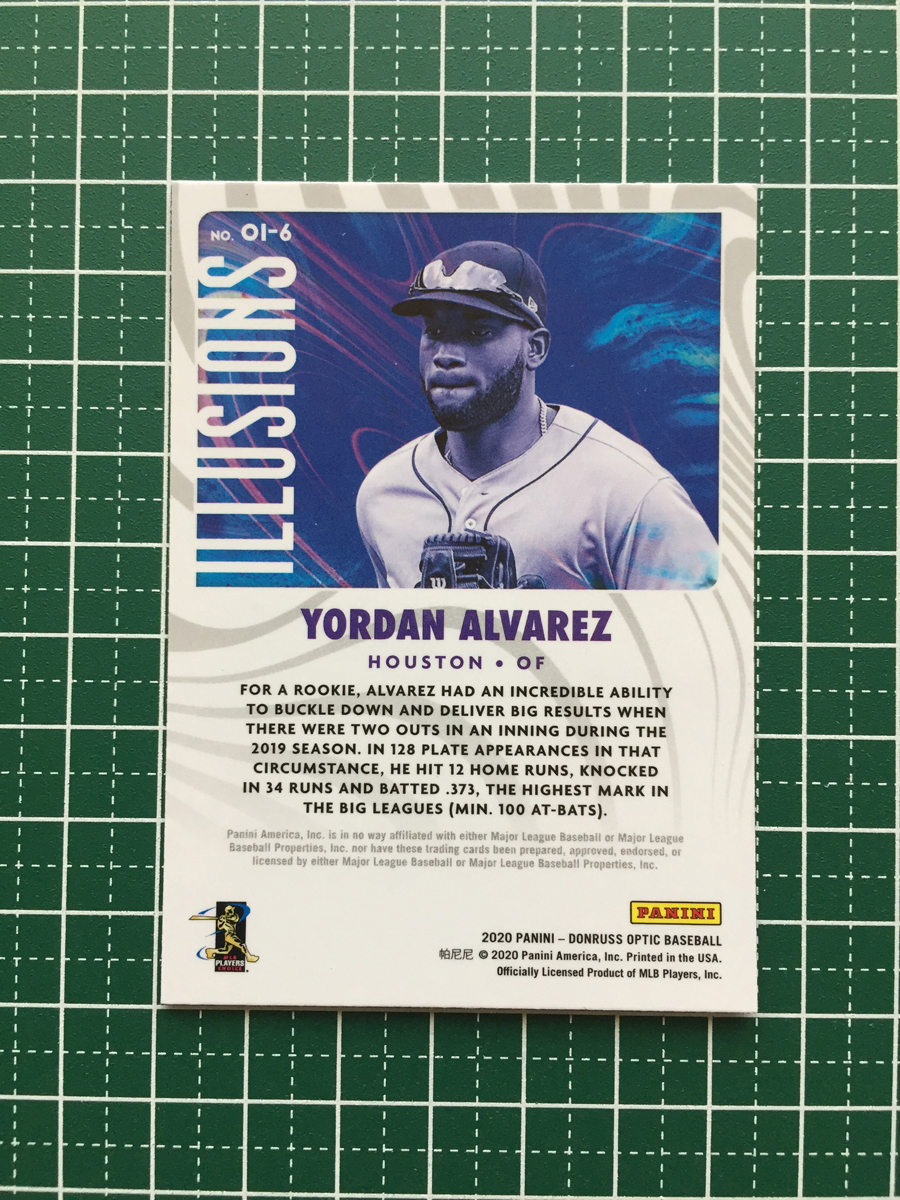 NO. OI-6
ILLUSIONS
W
YORDAN ALVAREZ
HOUSTON • OF
FOR A ROOKIE, ALVAREZ HAD AN INCREDIBLE ABILITY
TO BUCKLE DOWN AND DELIVER BIG RESULTS WHEN
THERE WERE TWO OUTS IN AN INNING DURING THE
2019 SEASON. IN 128 PLATE APPEARANCES IN THAT
CIRCUMSTANCE, HE HIT 12 HOME RUNS, KNOCKED
IN 34 RUNS AND BATTED .373, THE HIGHEST MARK IN
THE BIG LEAGUES (MIN. 100 AT-BATS).
Panini America, Inc. is in no way affiliated with either Major League Baseball or Major League
Baseball Properties, Inc. nor have these trading cards been prepared, approved, endorsed, or
licensed by either Major League Baseball or Major League Baseball Properties, Inc.
MLB
PLAYERS
CHOICE
PANINI
2020 PANINI – DONRUSS OPTIC BASEBALL
帕尼尼 © 2020 Panini America, Inc. Printed in the USA.
Officially Licensed Product of MLB Players, Inc.